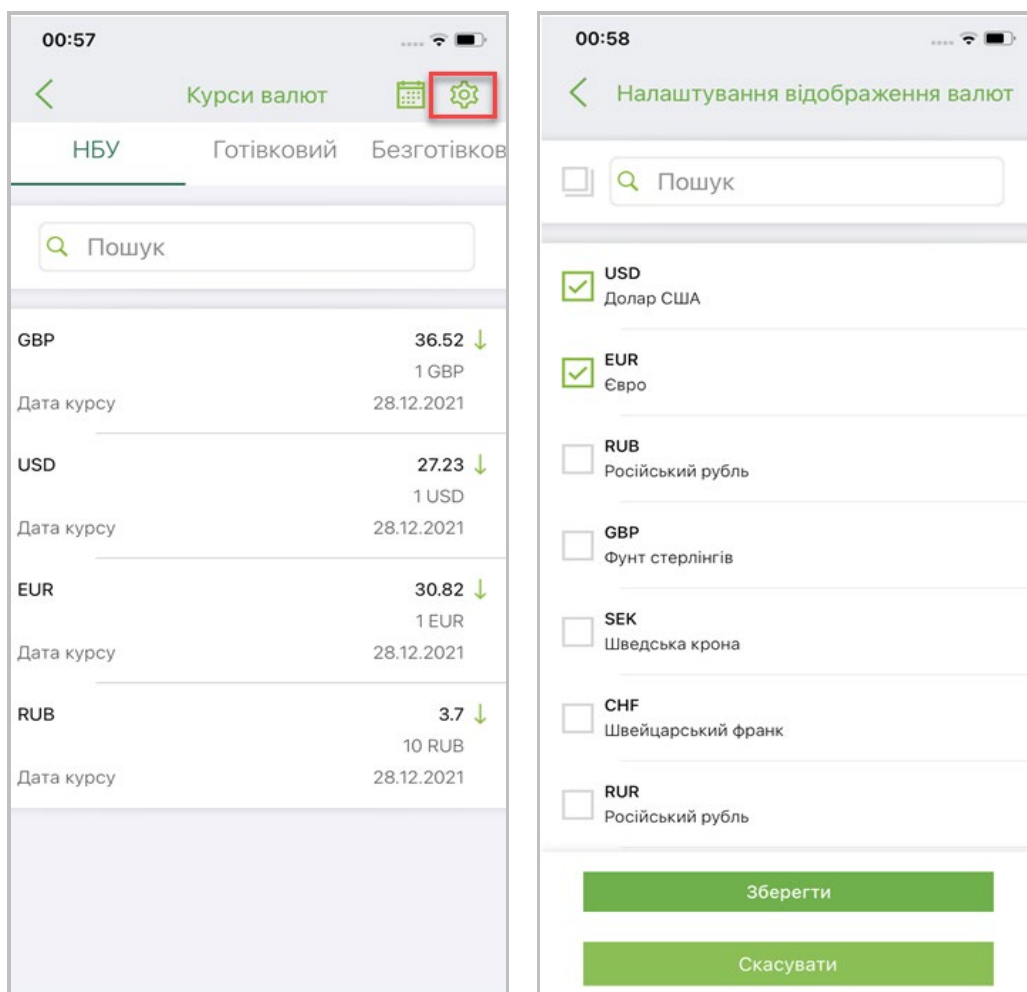 00:57
Курси валют
НБУ Готівковий Безготівков
Пошук
GBP 36.52
1 GBP
Дата курсу 28.12.2021
USD 27.23
1 USD
Дата курсу 28.12.2021
EUR 30.82
1 EUR
Дата курсу 28.12.2021
RUB 3.7
10 RUB
Дата курсу 28.12.2021
00:58
Налаштування відображення валют
Пошук
USD
Долар США
EUR
Євро
RUB
Російський рубль
GBP
Фунт стерлінгів
SEK
Шведська крона
CHF
Швейцарський франк
RUR
Російський рубль
Зберегти
Скасувати